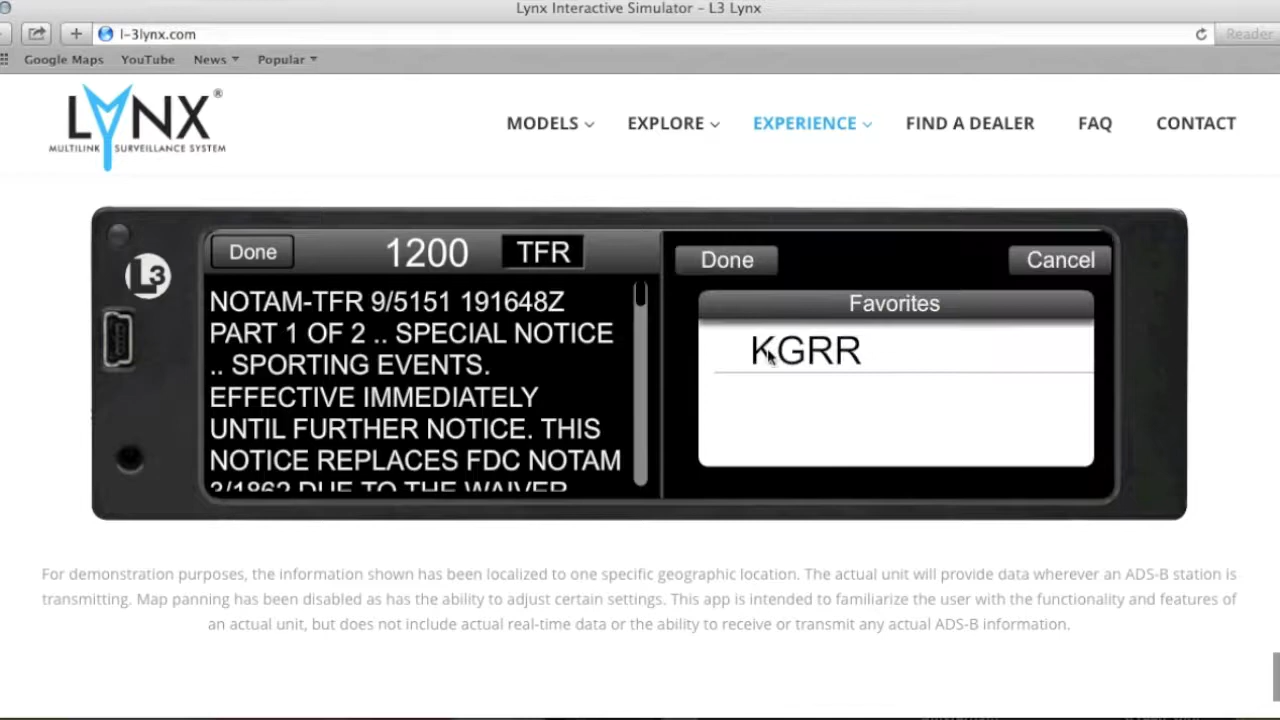 Lynx Interactive Simulator – L3 Lynx
l-3lynx.com
Reader
Google Maps YouTube News Popular
LYNX®
MULTILINK SURVEILLANCE SYSTEM
MODELS EXPLORE EXPERIENCE FIND A DEALER FAQ CONTACT
L3
Done 1200 TFR
NOTAM-TFR 9/5151 191648Z
PART 1 OF 2 .. SPECIAL NOTICE
.. SPORTING EVENTS.
EFFECTIVE IMMEDIATELY
UNTIL FURTHER NOTICE. THIS
NOTICE REPLACES FDC NOTAM
3/1862 DUE TO THE WAIVER
Done Cancel
Favorites
KGRR
For demonstration purposes, the information shown has been localized to one specific geographic location. The actual unit will provide data wherever an ADS-B station is
transmitting. Map panning has been disabled as has the ability to adjust certain settings. This app is intended to familiarize the user with the functionality and features of
an actual unit, but does not include actual real-time data or the ability to receive or transmit any actual ADS-B information.